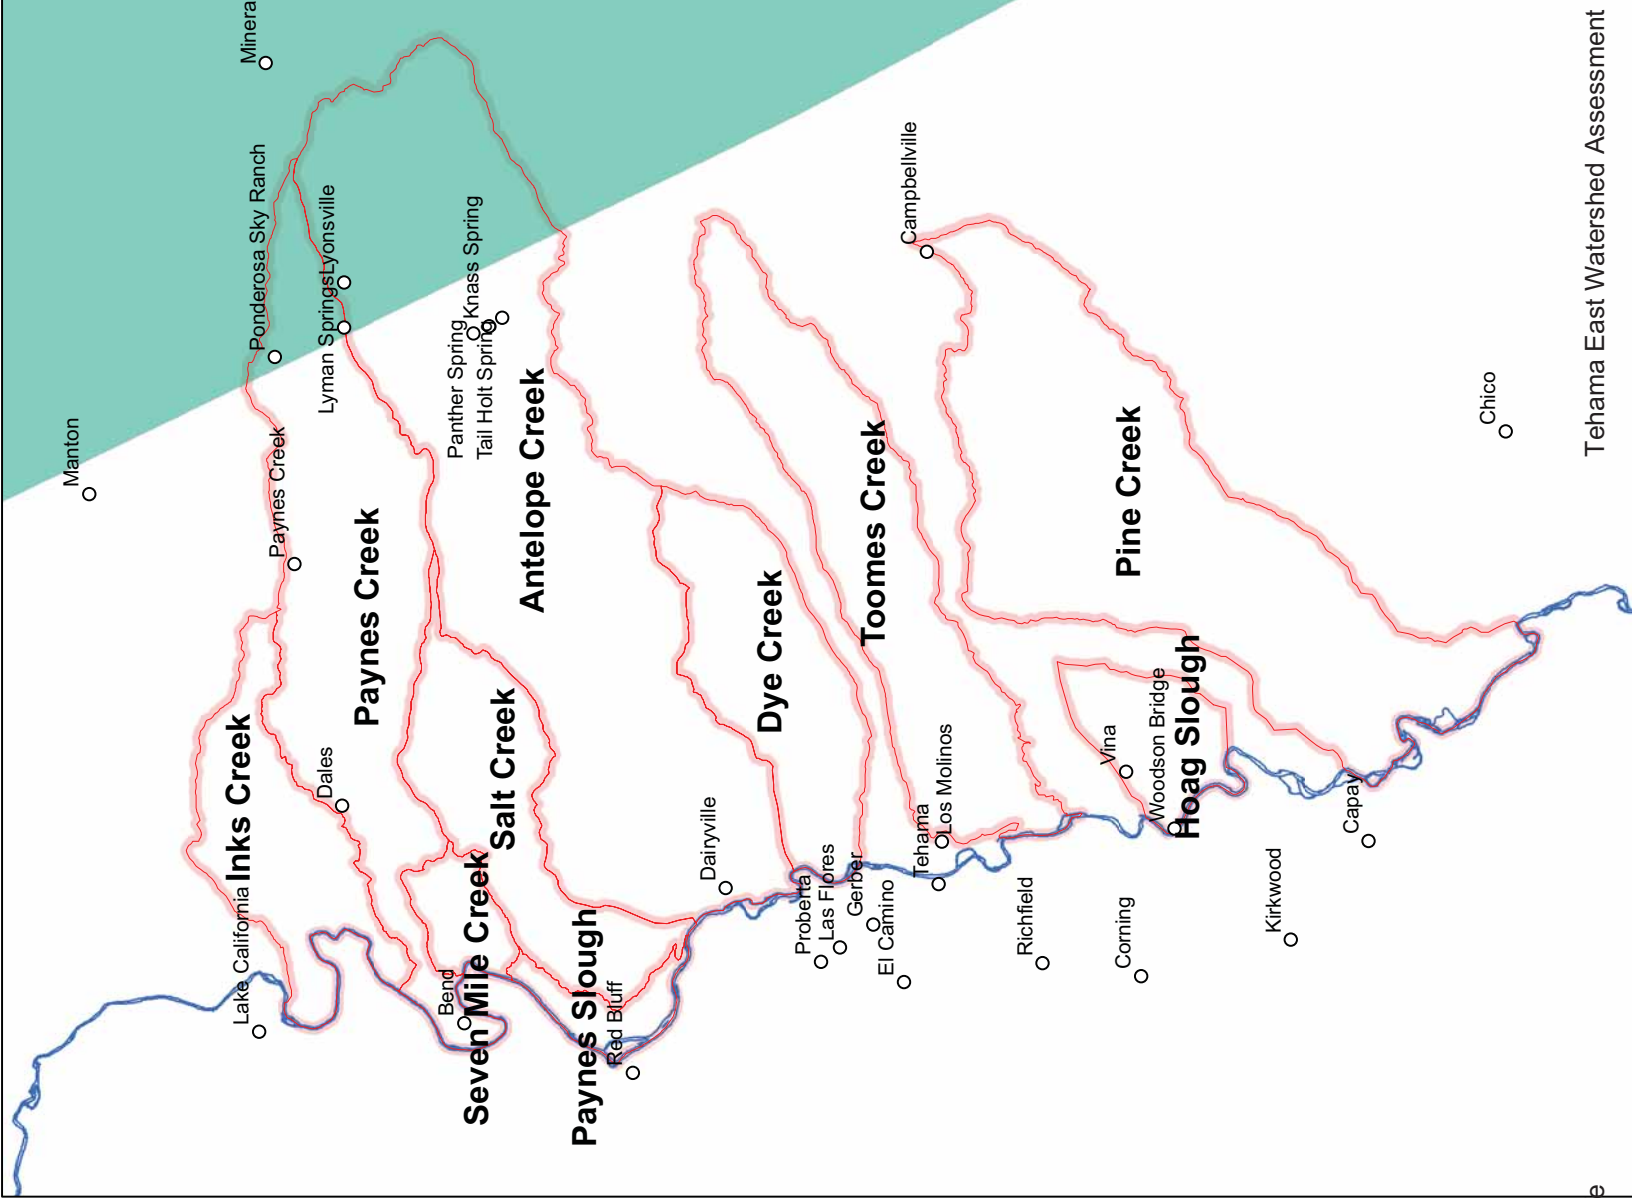 Manton
Mineral
Ponderosa Sky Ranch
Paynes Creek
Lyman Springs
Lyonsville
Panther Spring
Knass Spring
Tail Holt Spring
Campbellville
Chico
Inks Creek
Paynes Creek
Antelope Creek
Salt Creek
Seven Mile Creek
Paynes Slough
Dye Creek
Toomes Creek
Pine Creek
Hoag Slough
Lake California
Dales
Bend
Red Bluff
Dairyville
Proberta
Las Flores
Gerber
El Camino
Tehama
Los Molinos
Richfield
Corning
Vina
Woodson Bridge
Kirkwood
Capay
Tehama East Watershed Assessment
e